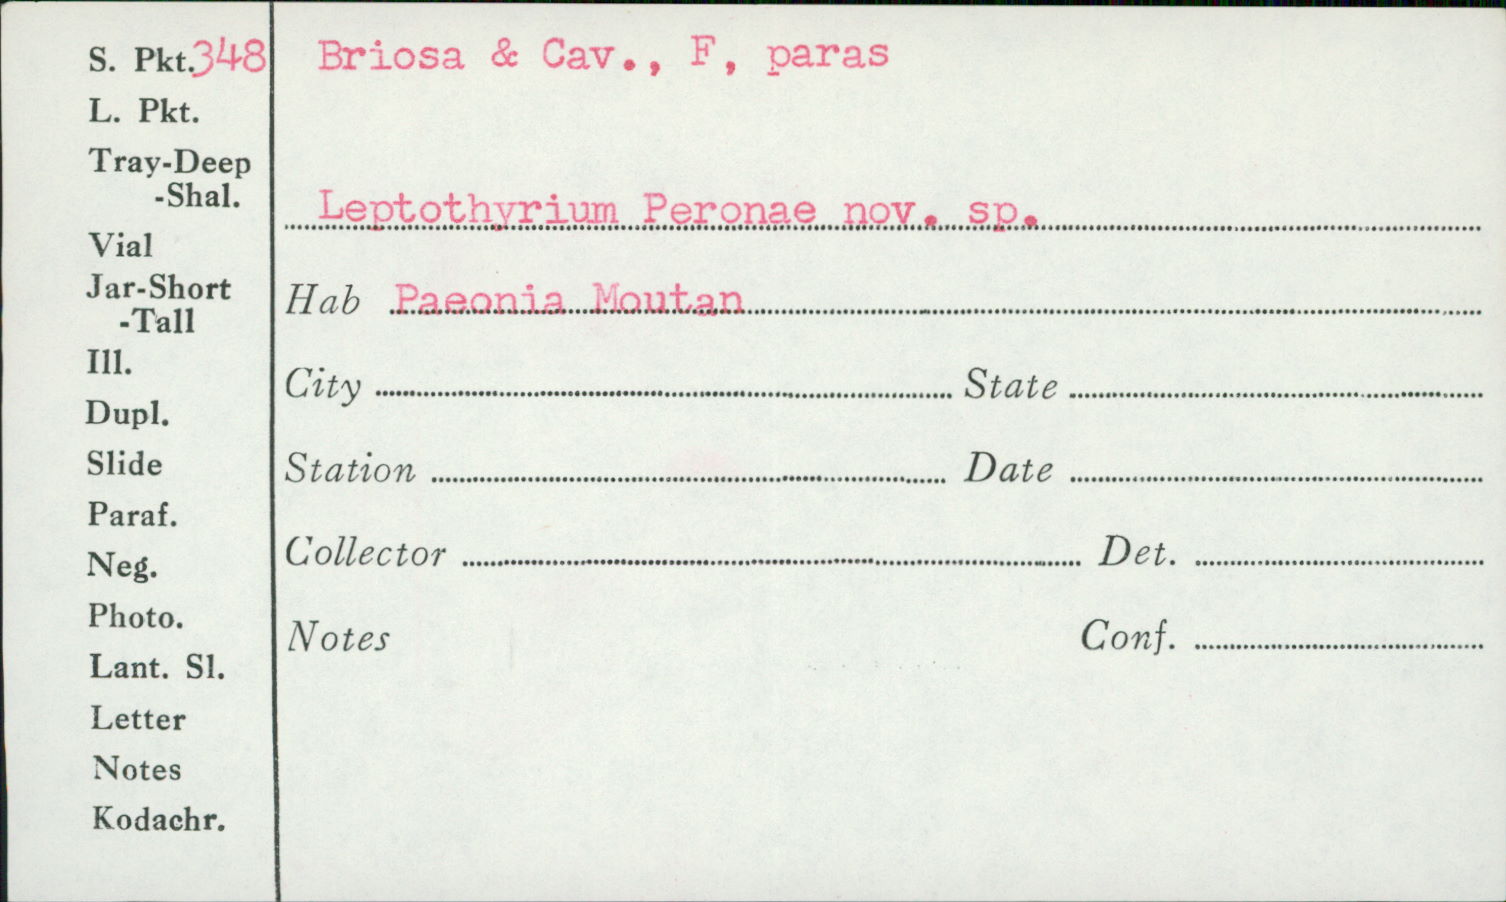 S. Pkt. 348
L. Pkt.
Tray-Deep
-Shal.
Vial
Jar-Short
-Tall
Ill.
Dupl.
Slide
Paraf.
Neg.
Photo.
Lant. Sl.
Letter
Notes
Kodachr.
Briosa & Cav., F, paras
Leptothyrium Peronae nov. sp.
Hab Paeonia Moutan
City State
Station Date
Collector Det.
Notes Conf.